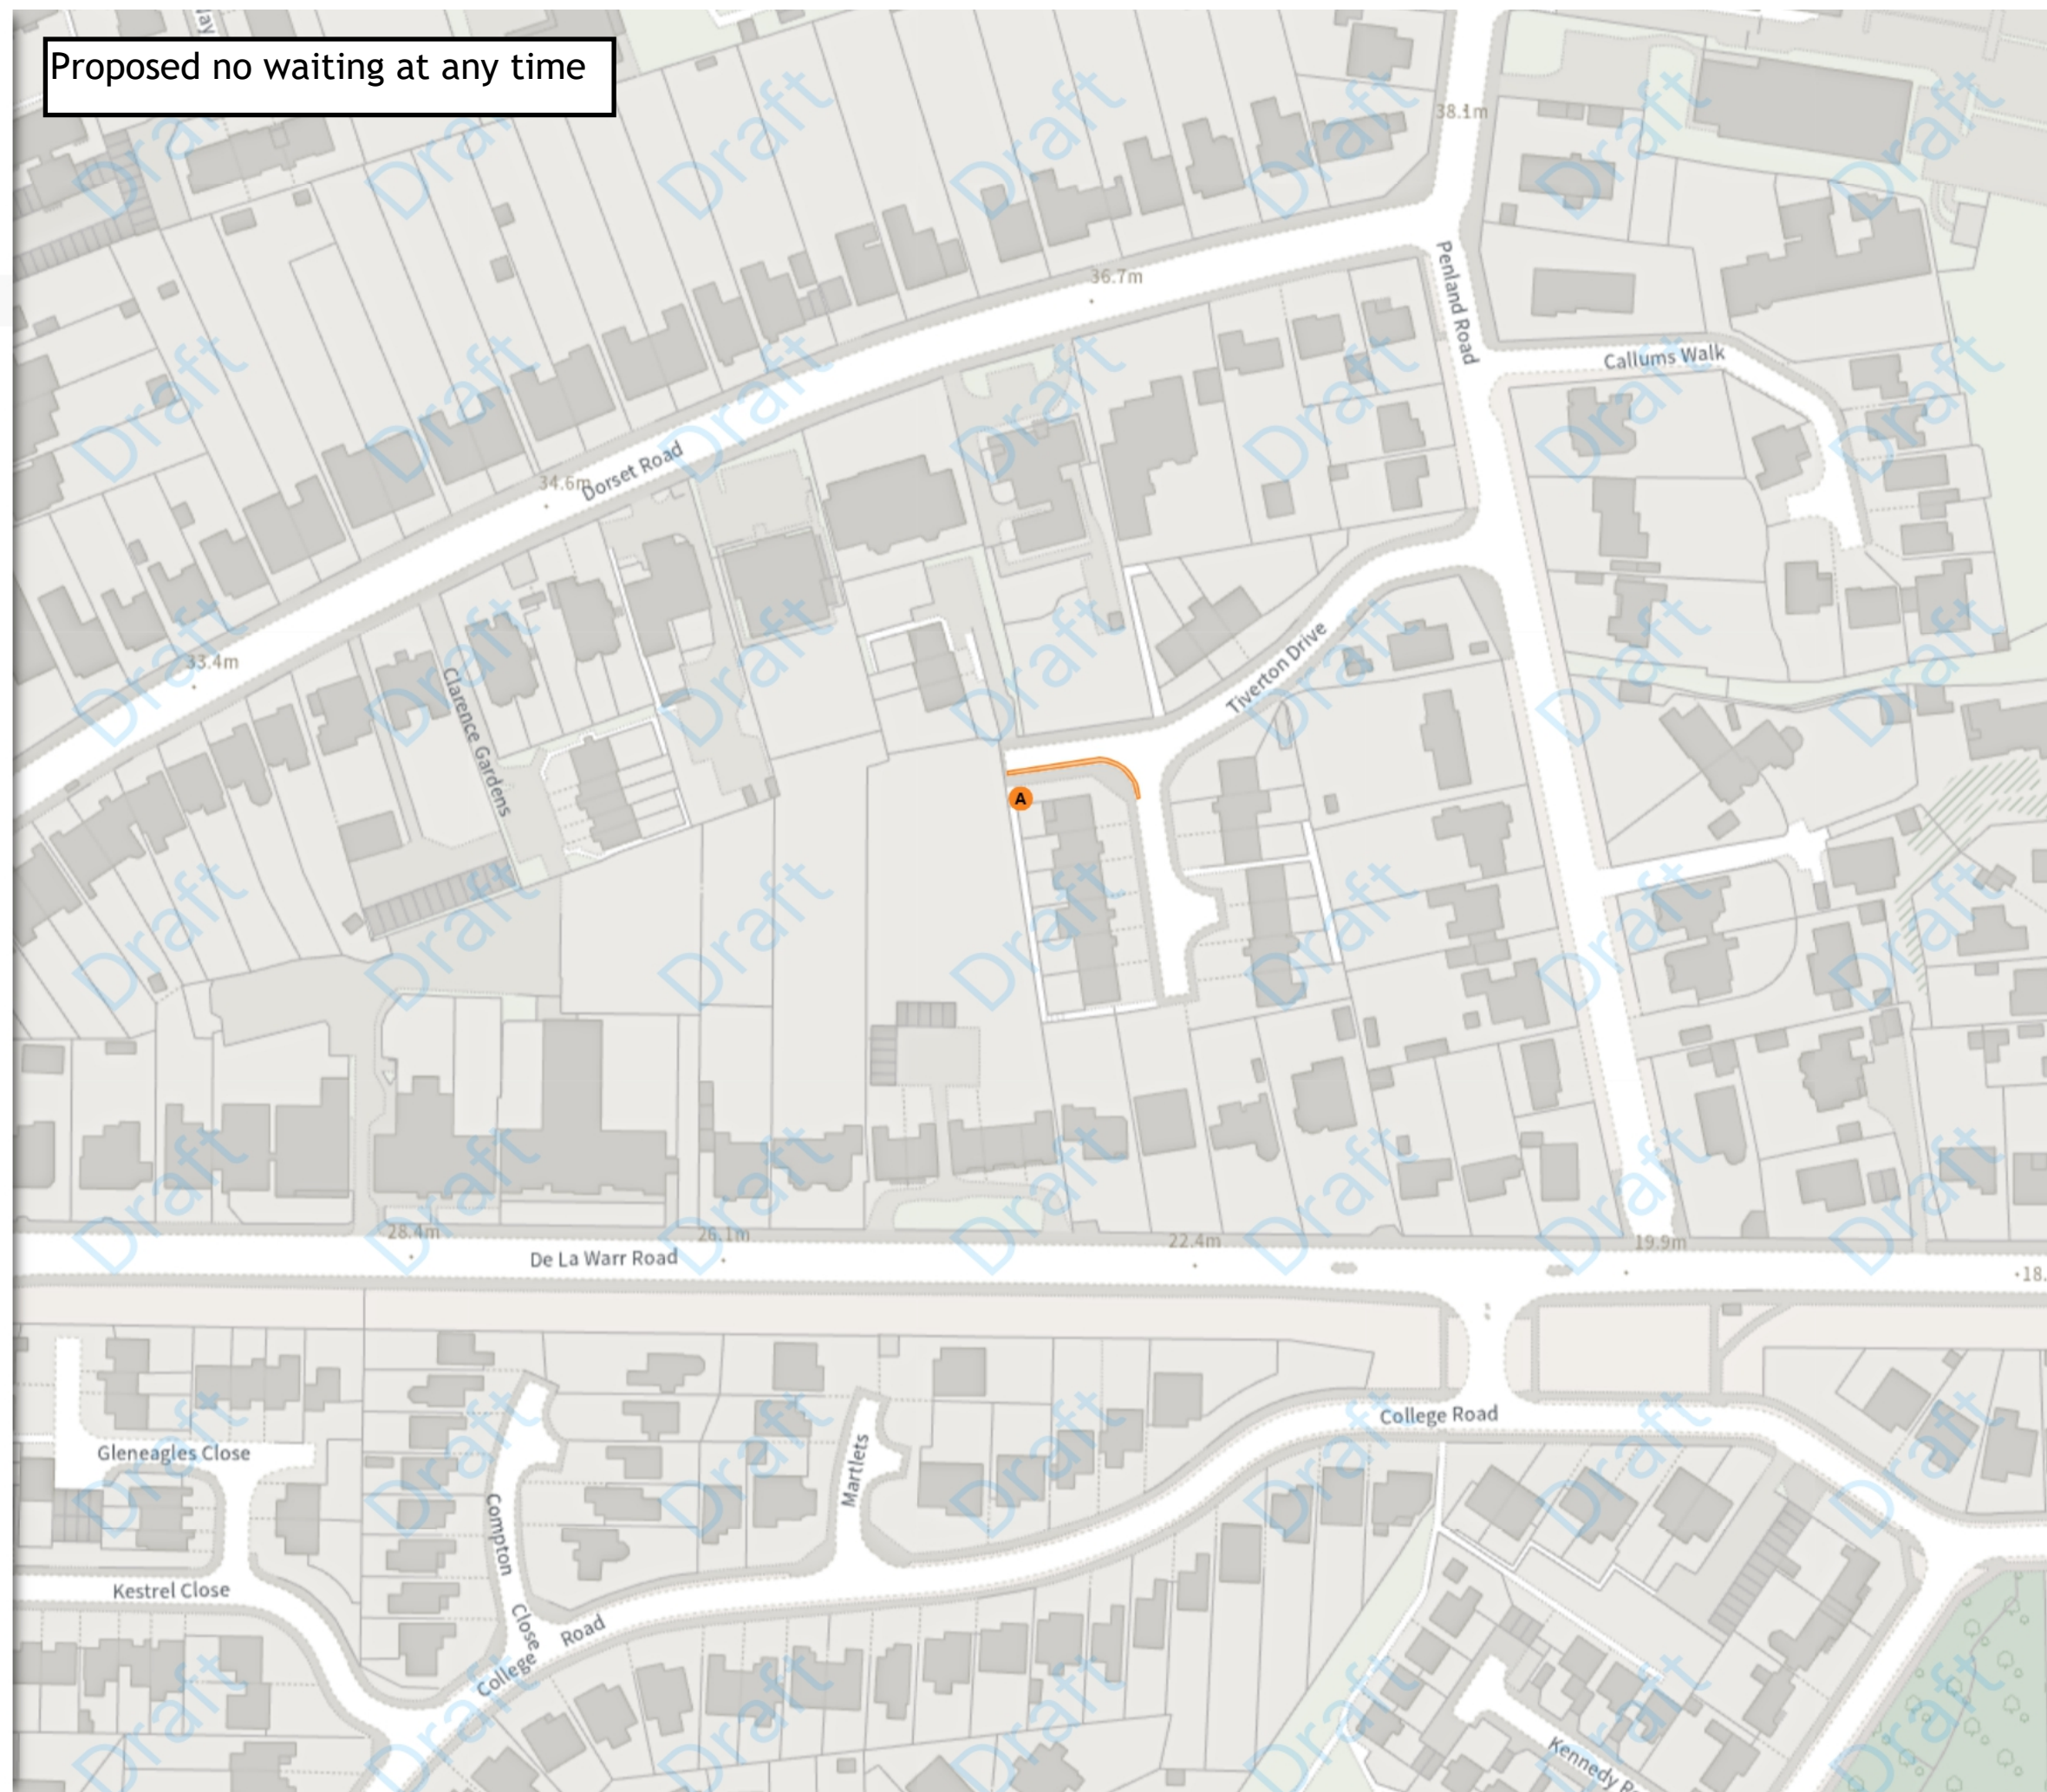 Proposed no waiting at any time
38.1m
Penland Road
36.7m
Callums Walk
Dorset Road
34.6m
33.4m
Clarence Gardens
Tiverton Drive
A
28.4m
26.1m
De La Warr Road
22.4m
19.9m
18.
College Road
Gleneagles Close
Martlets
Compton Close
Kestrel Close
College Road
Kennedy R
Draft